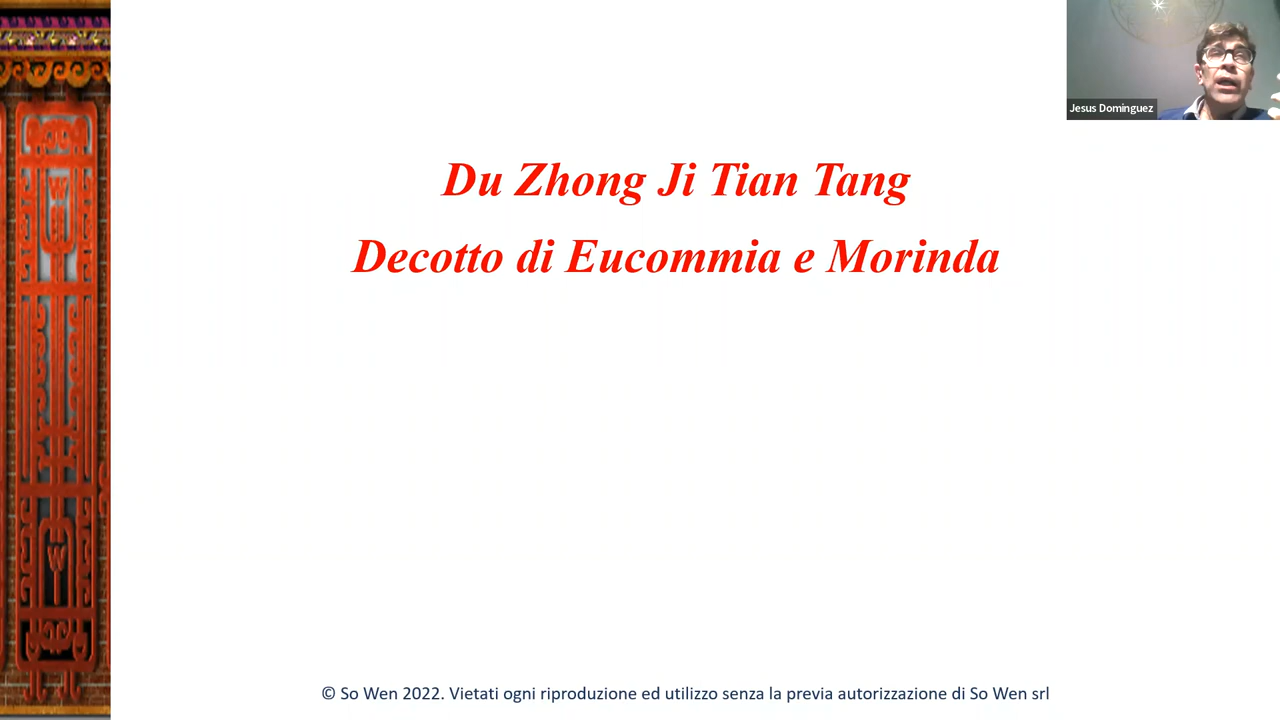 Jesus Dominguez
Du Zhong Ji Tian Tang
Decotto di Eucommia e Morinda
© So Wen 2022. Vietati ogni riproduzione ed utilizzo senza la previa autorizzazione di So Wen srl